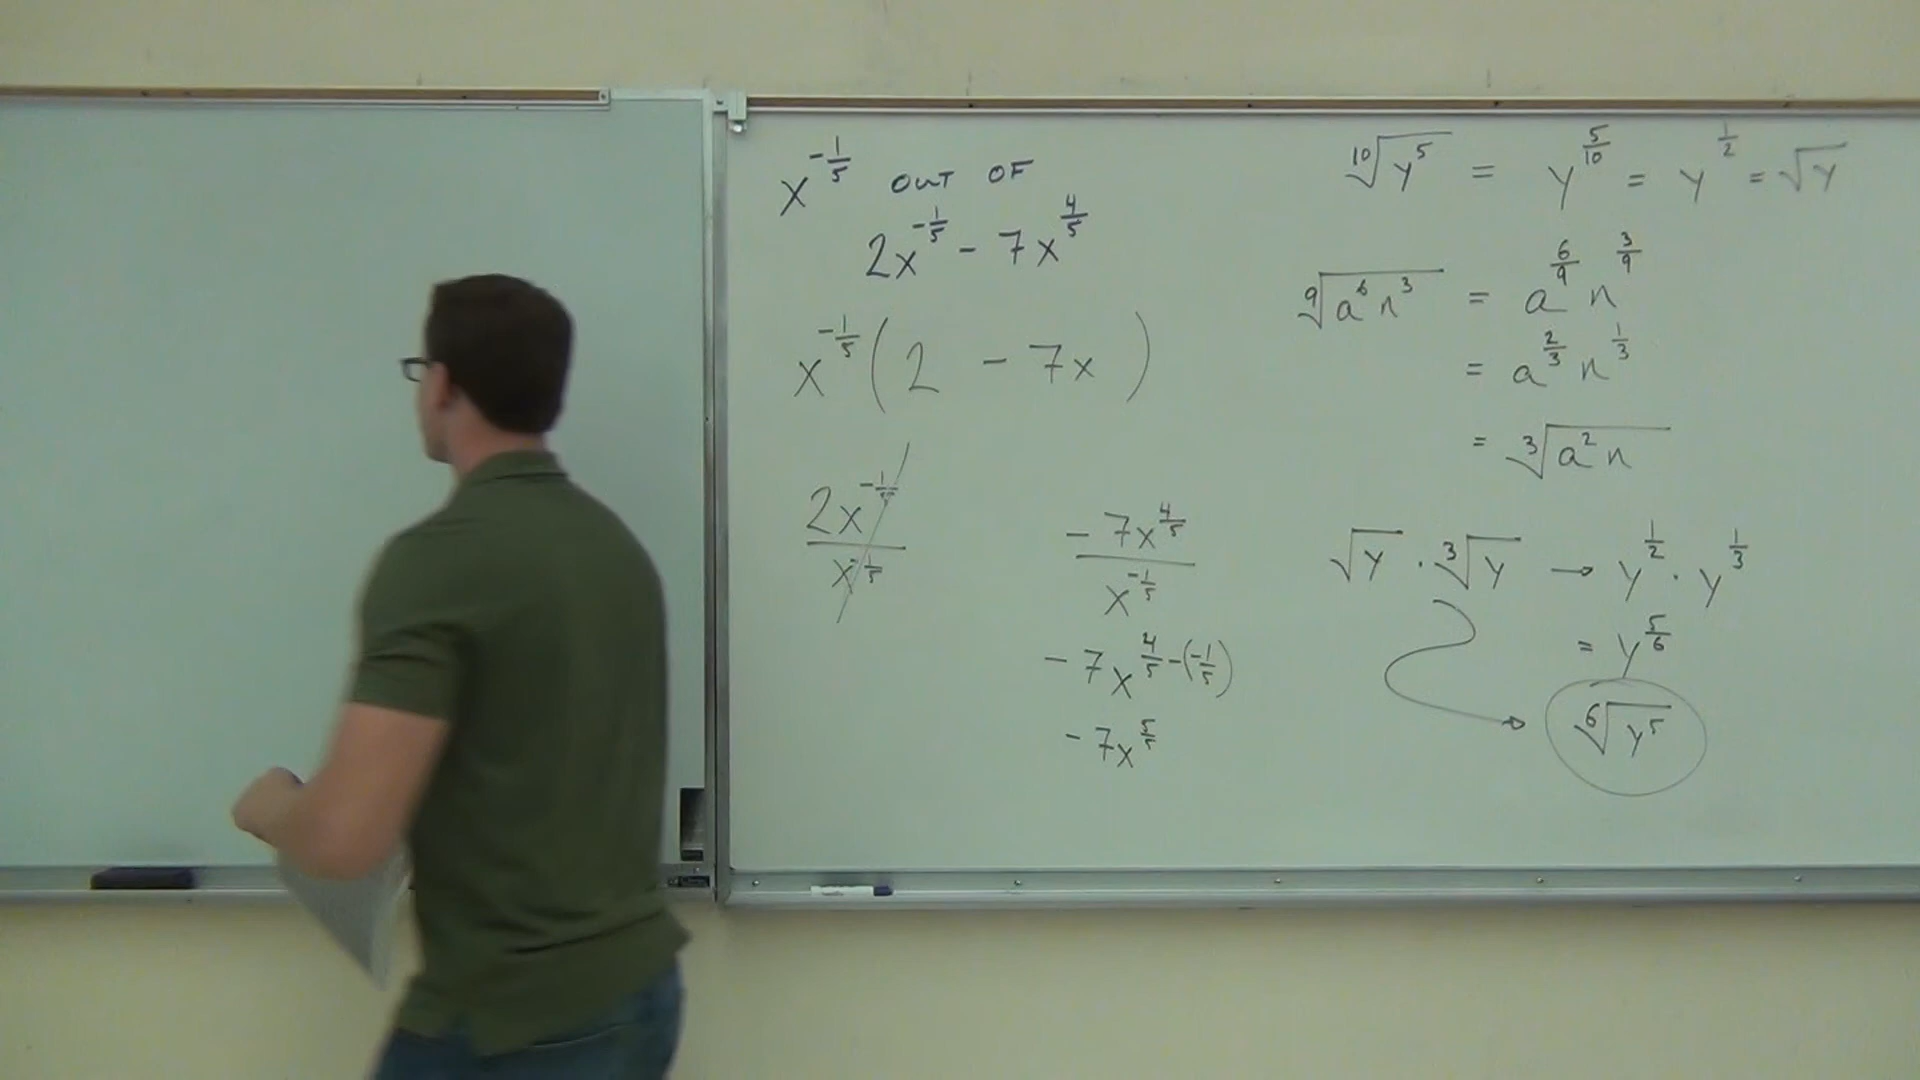 x^{-1/5} OUT OF
2x^{-1/5} - 7x^{4/5}
x^{-1/5} (2 - 7x)
2x^{-1/5} / x^{-1/5}
-7x^{4/5} / x^{-1/5}
-7x^{4/5-(-1/5)}
-7x^{5/5}
¹⁰√y⁵ = y^{5/10} = y^{1/2} = √y
⁹√a⁶n³ = a^{6/9} n^{3/9}
= a^{2/3} n^{1/3}
= ³√a²n
√y · ³√y → y^{1/2} · y^{1/3}
= y^{5/6}
⁶√y⁵